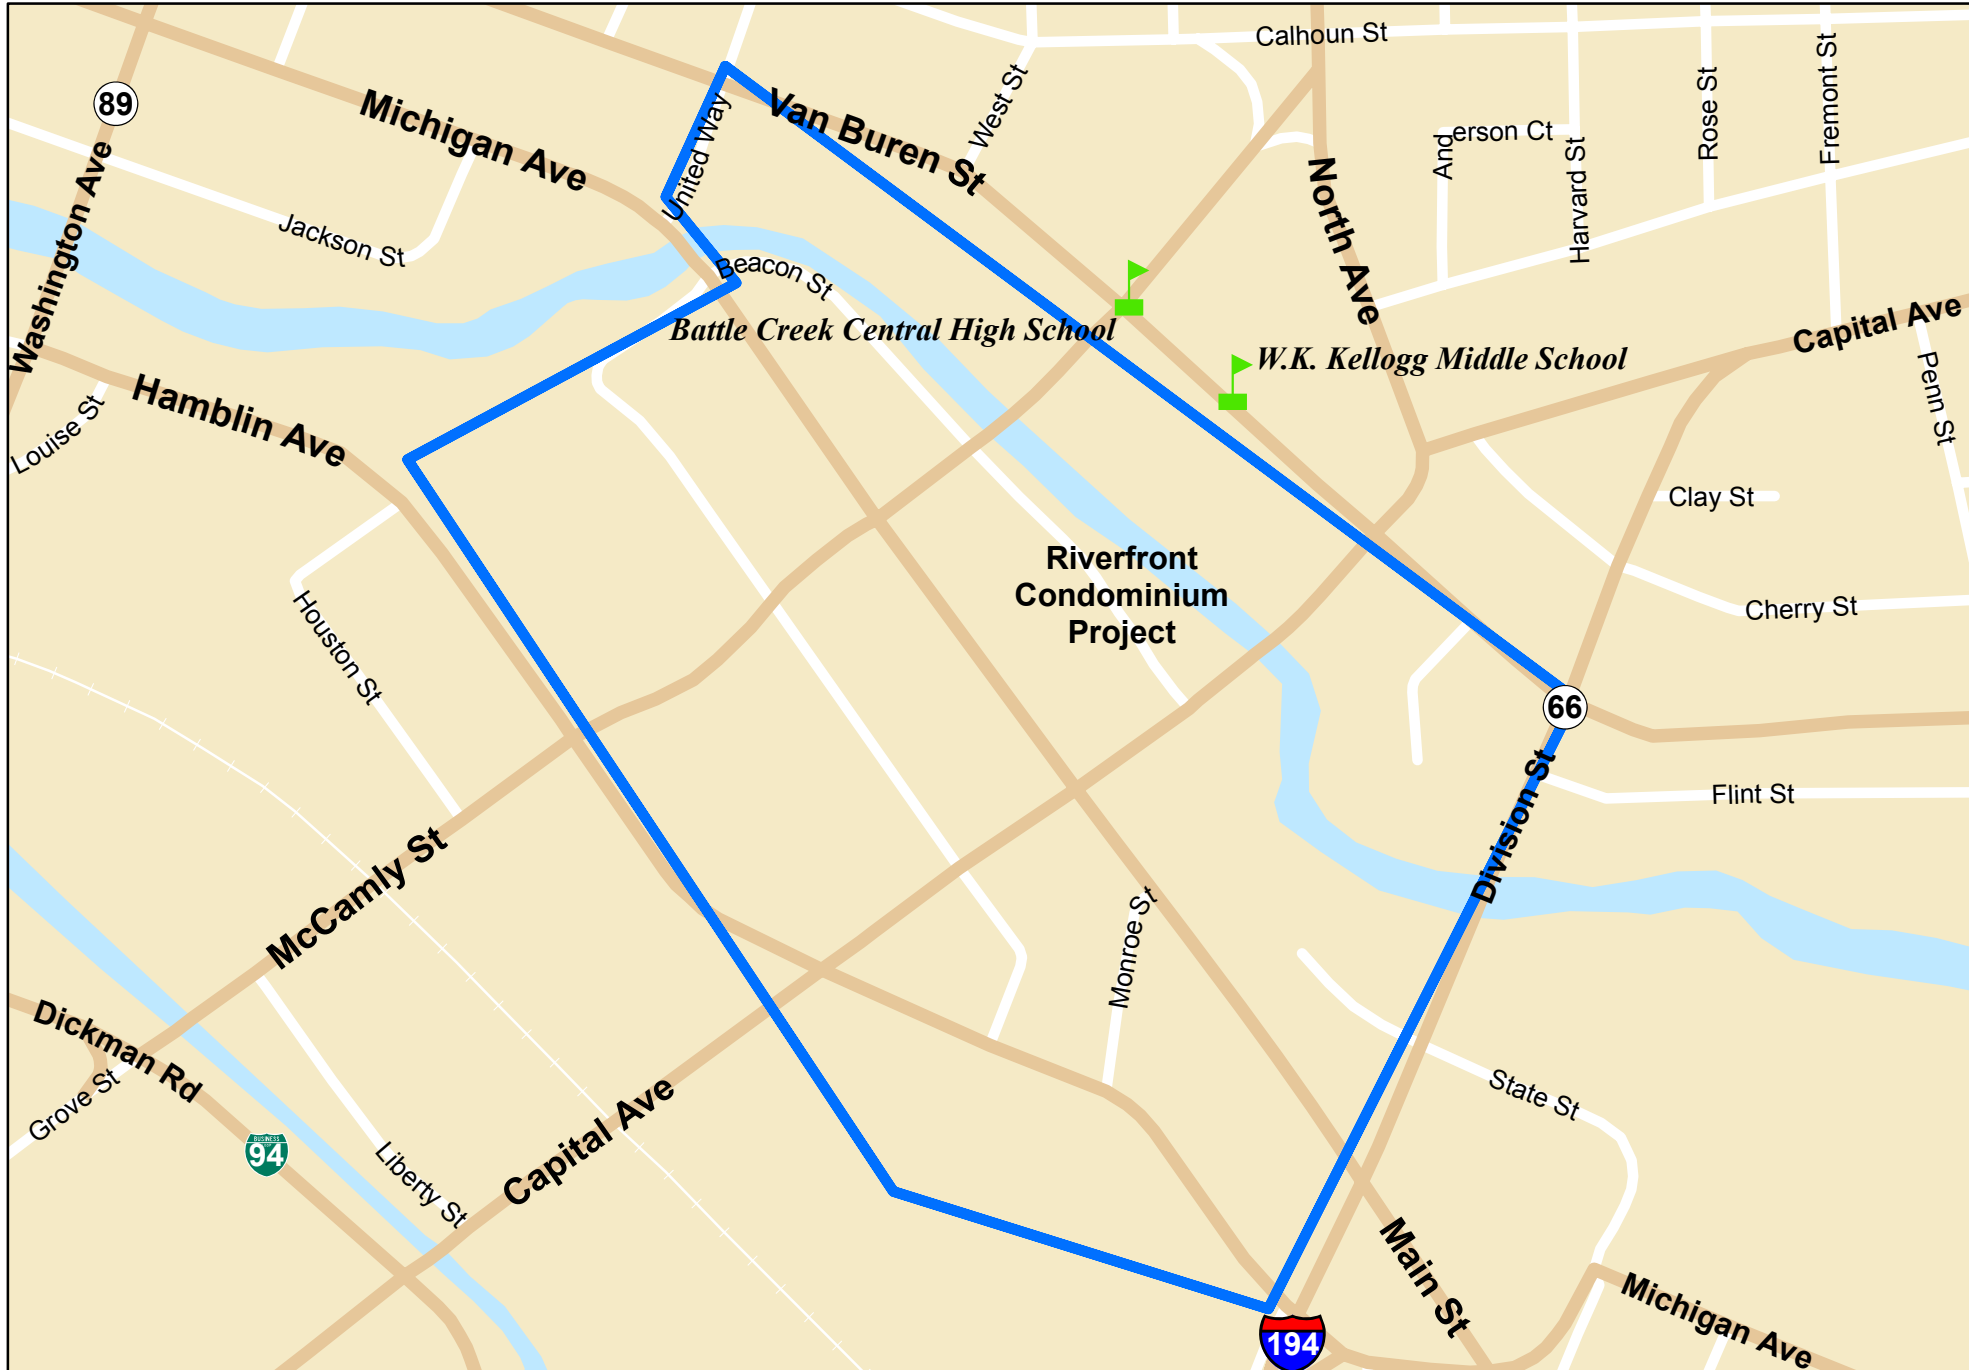 Calhoun St
89
Michigan Ave
United Way
Van Buren St
West St
And
erson Ct
Harvard St
Rose St
Fremont St
Washington Ave
Jackson St
North Ave
Beacon St
Battle Creek Central High School
W.K. Kellogg Middle School
Capital Ave
Penn St
Hamblin Ave
Louise St
Clay St
Riverfront
Condominium
Project
Cherry St
Houston St
66
Division St
Flint St
McCamly St
Monroe St
Dickman Rd
Grove St
BUSINESS
94
Liberty St
Capital Ave
State St
Main St
Michigan Ave
194